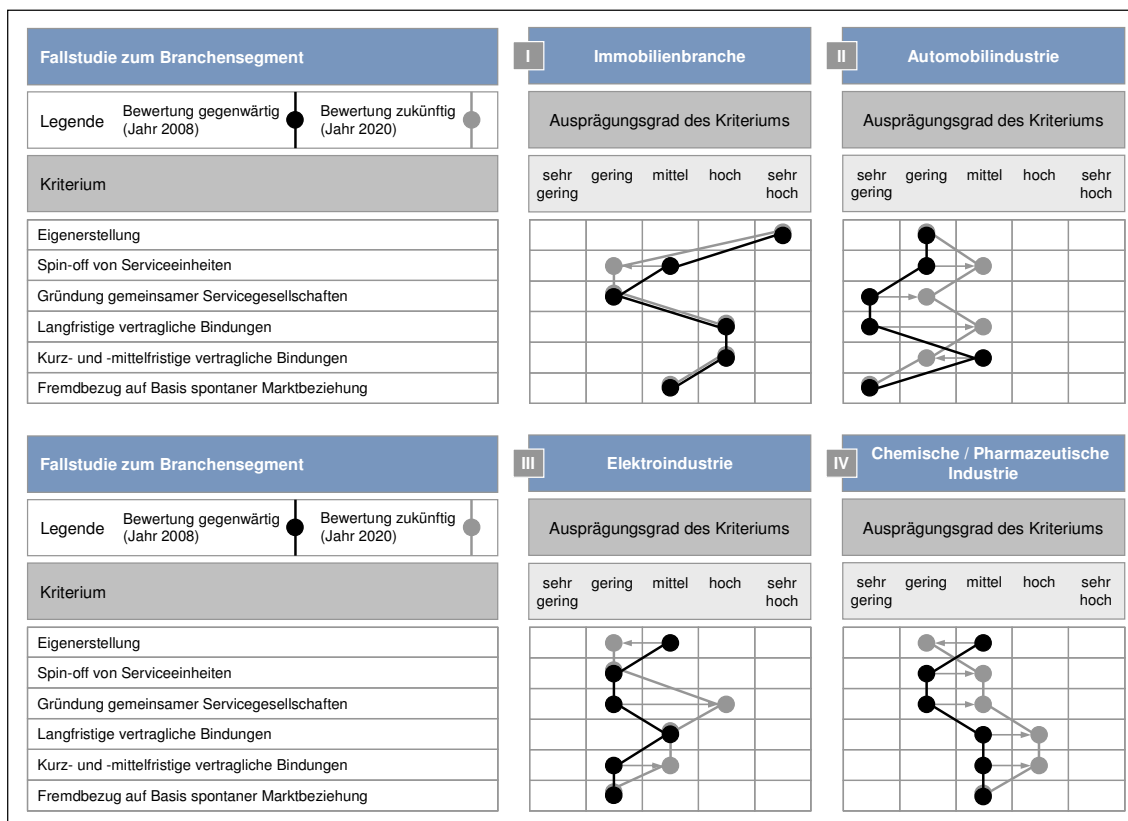 Fallstudie zum Branchensegment
I
Immobilienbranche
II
Automobilindustrie
Legende
Bewertung gegenwärtig
(Jahr 2008)
Bewertung zukünftig
(Jahr 2020)
Ausprägungsgrad des Kriteriums
Ausprägungsgrad des Kriteriums
Kriterium
sehr
gering
gering
mittel
hoch
sehr
hoch
sehr
gering
gering
mittel
hoch
sehr
hoch
Eigenerstellung
Spin-off von Serviceeinheiten
Gründung gemeinsamer Servicegesellschaften
Langfristige vertragliche Bindungen
Kurz- und -mittelfristige vertragliche Bindungen
Fremdbezug auf Basis spontaner Marktbeziehung
Fallstudie zum Branchensegment
III
Elektroindustrie
IV
Chemische / Pharmazeutische
Industrie
Legende
Bewertung gegenwärtig
(Jahr 2008)
Bewertung zukünftig
(Jahr 2020)
Ausprägungsgrad des Kriteriums
Ausprägungsgrad des Kriteriums
Kriterium
sehr
gering
gering
mittel
hoch
sehr
hoch
sehr
gering
gering
mittel
hoch
sehr
hoch
Eigenerstellung
Spin-off von Serviceeinheiten
Gründung gemeinsamer Servicegesellschaften
Langfristige vertragliche Bindungen
Kurz- und -mittelfristige vertragliche Bindungen
Fremdbezug auf Basis spontaner Marktbeziehung